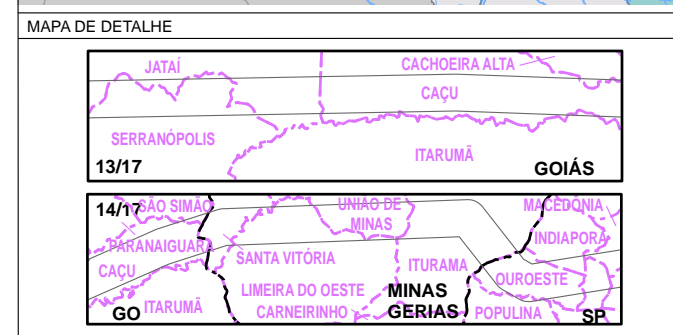 MAPA DE DETALHE
JATAÍ
CACHOEIRA ALTA
CAÇU
SERRANÓPOLIS
ITARUMÃ
13/17
GOIÁS
14/17
SÃO SIMÃO
UNIÃO DE
MINAS
MACEDÔNIA
PARANAIGUARA
INDIAPORÃ
SANTA VITÓRIA
CAÇU
ITURAMA
OUROESTE
LIMEIRA DO OESTE
MINAS
GO
ITARUMÃ
CARNEIRINHO
GERIAS
POPULINA
SP